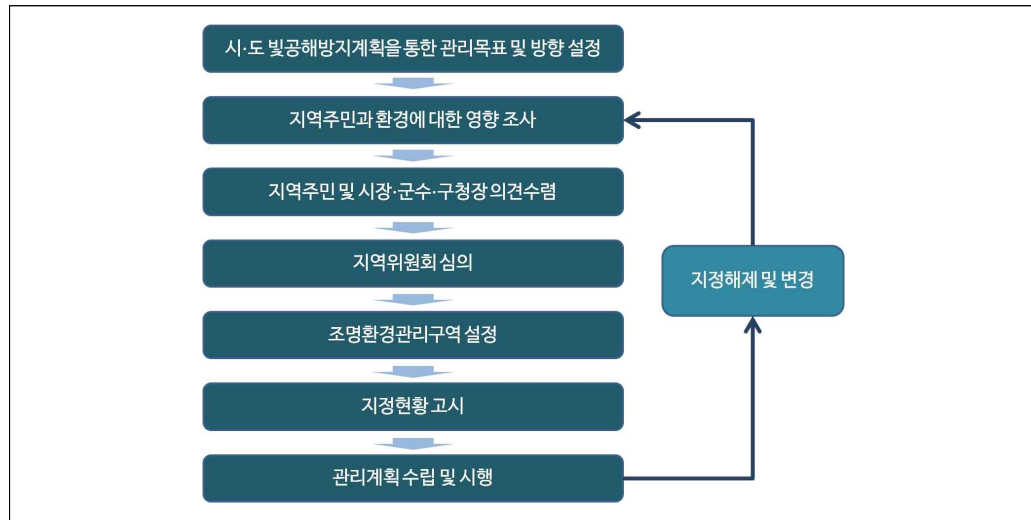 시·도 빛공해방지계획을통한 관리목표 및 방향 설정
지역주민과 환경에 대한 영향 조사
지역주민 및 시장·군수·구청장 의견수렴
지역위원회 심의
지정해제 및 변경
조명환경관리구역 설정
지정현황 고시
관리계획 수립 및 시행